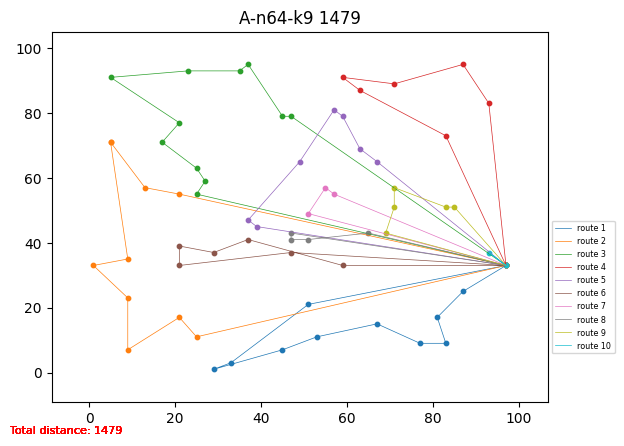 A-n64-k9 1479
100
80
60
40
20
0
0 20 40 60 80 100
route 1
route 2
route 3
route 4
route 5
route 6
route 7
route 8
route 9
route 10
Total distance: 1479